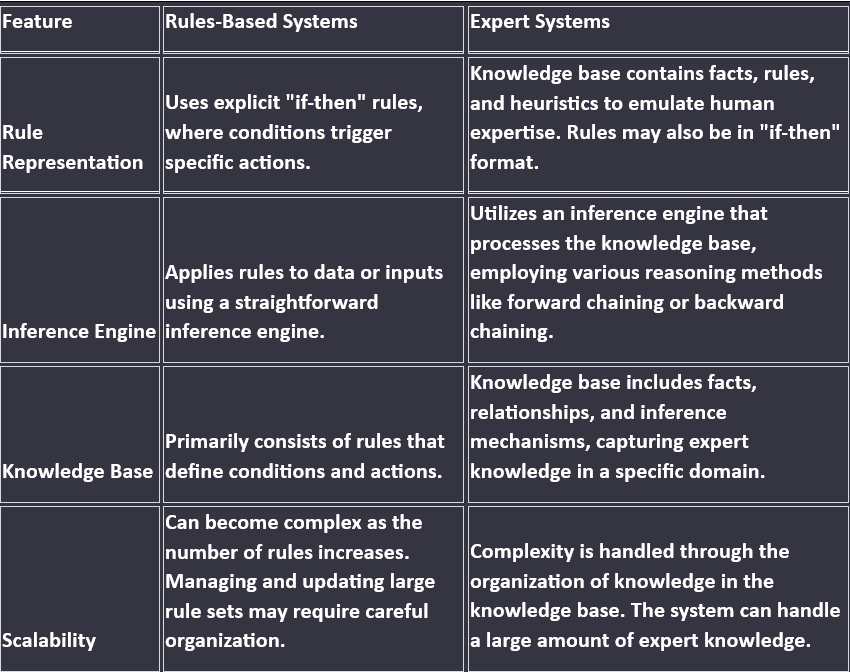 Feature
Rules-Based Systems
Expert Systems
Rule
Representation
Uses explicit "if-then" rules,
where conditions trigger
specific actions.
Knowledge base contains facts, rules,
and heuristics to emulate human
expertise. Rules may also be in "if-then"
format.
Inference Engine
Applies rules to data or inputs
using a straightforward
inference engine.
Utilizes an inference engine that
processes the knowledge base,
employing various reasoning methods
like forward chaining or backward
chaining.
Knowledge Base
Primarily consists of rules that
define conditions and actions.
Knowledge base includes facts,
relationships, and inference
mechanisms, capturing expert
knowledge in a specific domain.
Scalability
Can become complex as the
number of rules increases.
Managing and updating large
rule sets may require careful
organization.
Complexity is handled through the
organization of knowledge in the
knowledge base. The system can handle
a large amount of expert knowledge.